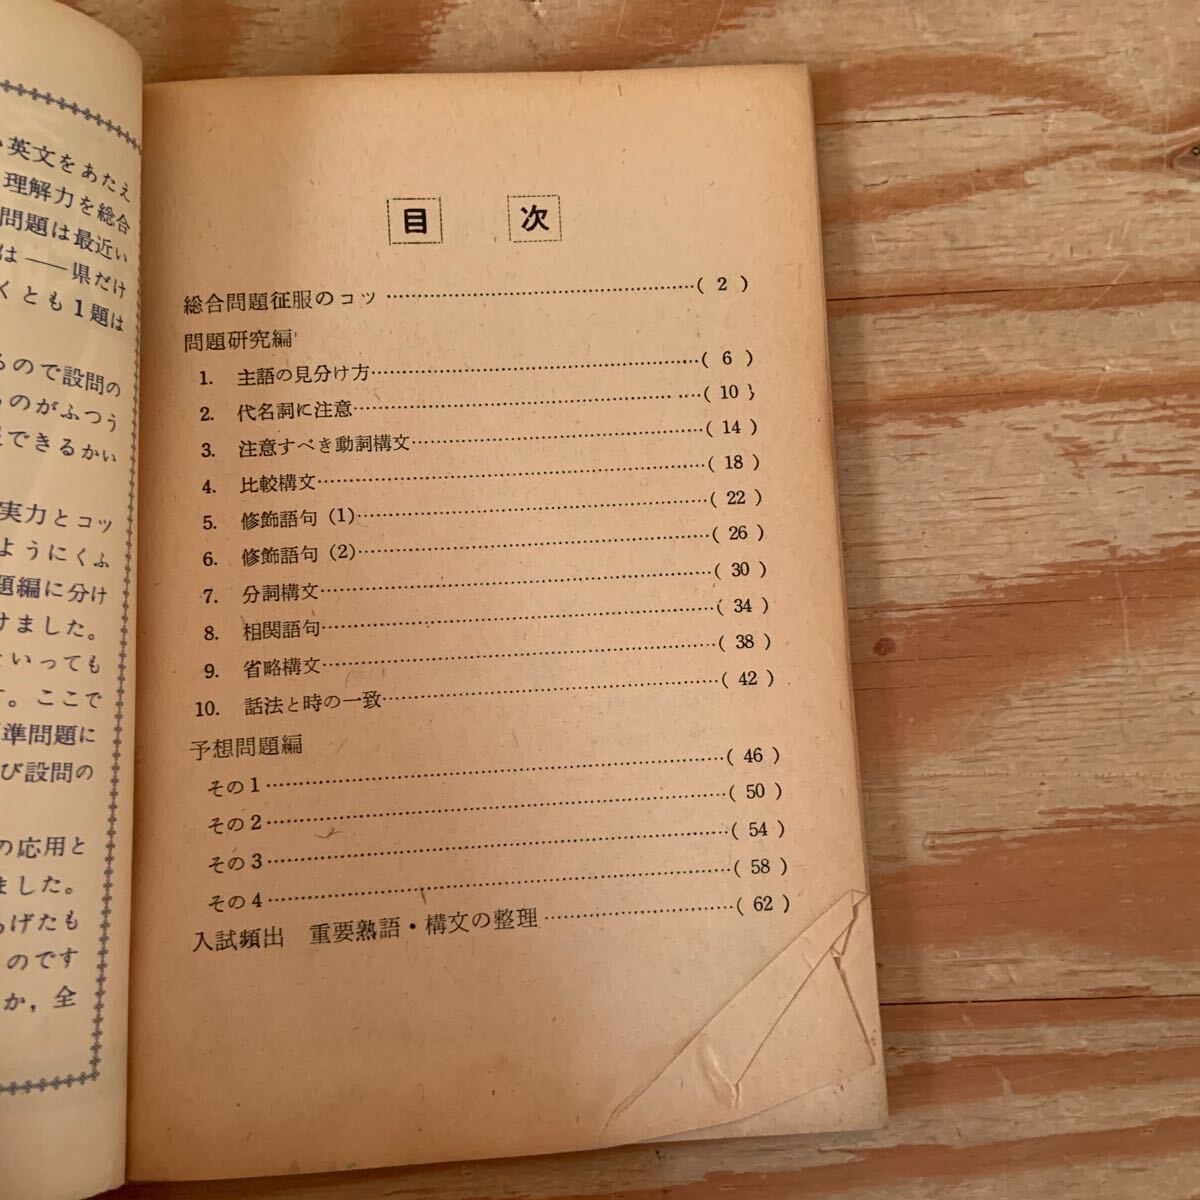 英文をあたえ
理解力を総合
問題は最近い
は――県だけ
くとも1題は
るので設問の
ものがふつう
できるかい
実力とコッ
ようにくふ
題編に分け
けました。
といっても
す。ここで
準問題に
び設問の
の応用と
ました。
あげたも
のです
か，全
目次
総合問題征服のコツ……………………………………( 2 )
問題研究編
1. 主語の見分け方……………………………………( 6 )
2. 代名詞に注意……………………………………( 10 )
3. 注意すべき動詞構文……………………………………( 14 )
4. 比較構文……………………………………( 18 )
5. 修飾語句 (1)……………………………………( 22 )
6. 修飾語句 (2)……………………………………( 26 )
7. 分詞構文……………………………………( 30 )
8. 相関語句……………………………………( 34 )
9. 省略構文……………………………………( 38 )
10. 話法と時の一致……………………………………( 42 )
予想問題編
その1……………………………………( 46 )
その2……………………………………( 50 )
その3……………………………………( 54 )
その4……………………………………( 58 )
入試頻出 重要熟語・構文の整理……………………( 62 )